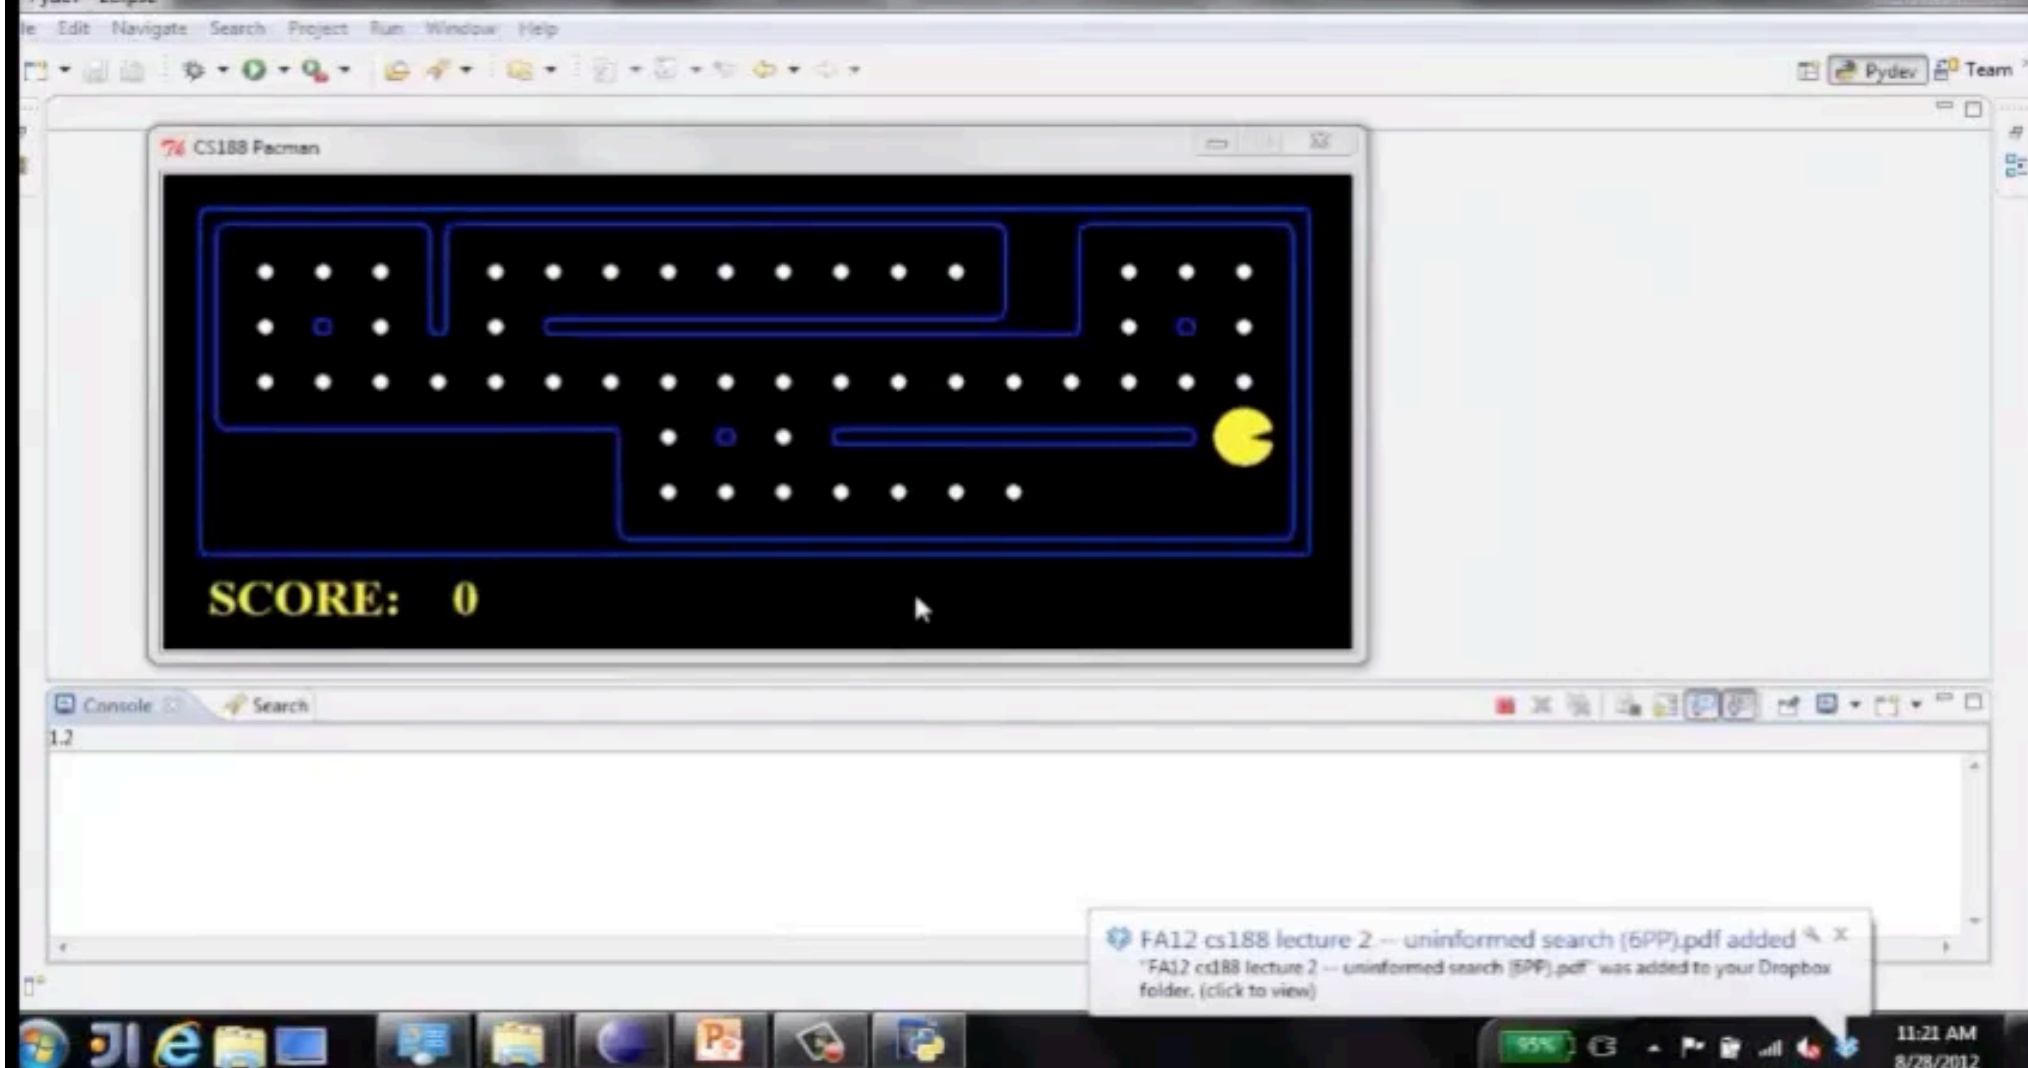 Edit Navigate Search Project Run Window Help
Pydev Team
CS188 Pacman
SCORE: 0
Console Search
1.2
FA12 cs188 lecture 2 -- uninformed search (6PP).pdf added
"FA12 cs188 lecture 2 -- uninformed search (6PP).pdf" was added to your Dropbox
folder. (click to view)
95%
11:21 AM
8/28/2012